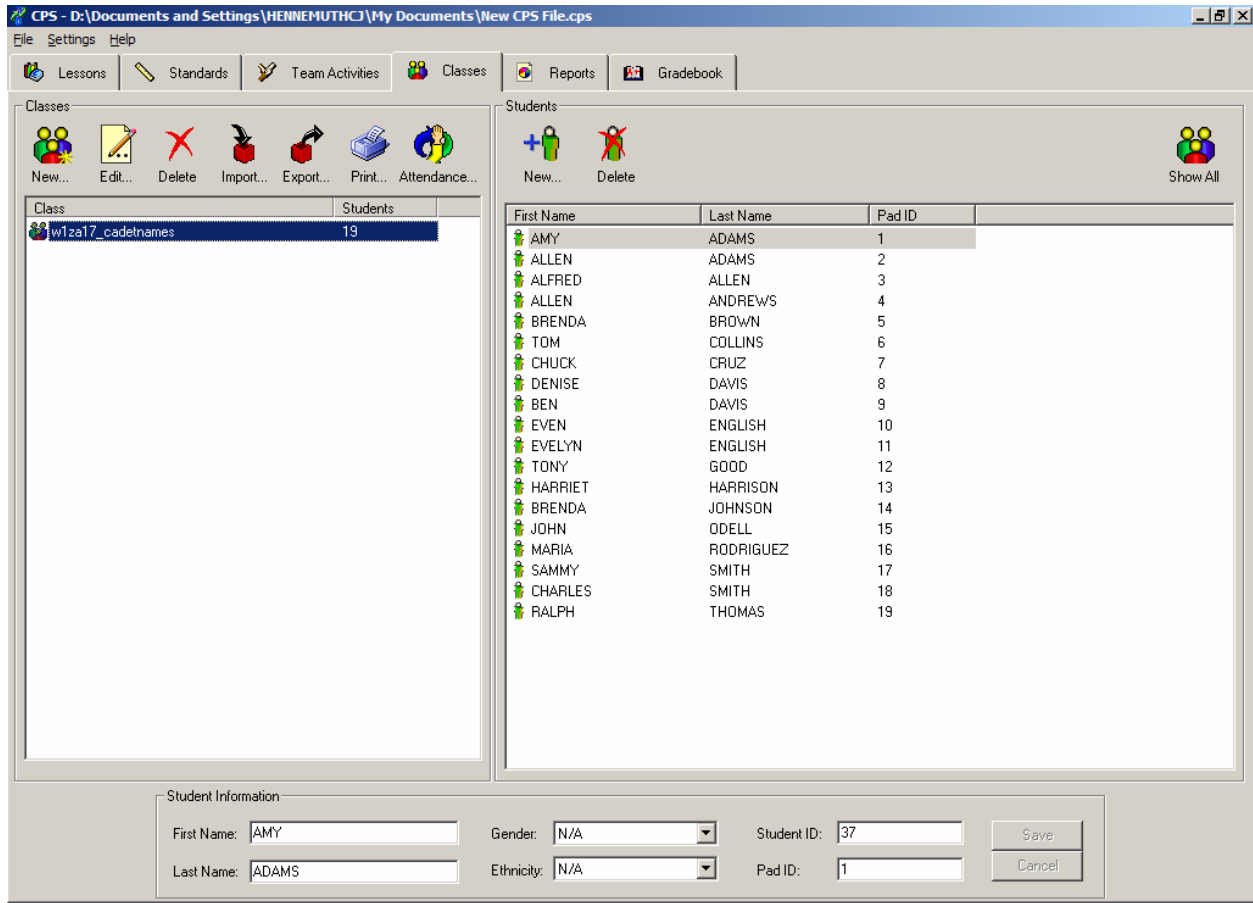 CPS - D:\Documents and Settings\HENNEMUTHCJ\My Documents\New CPS File.cps
File Settings Help
Lessons Standards Team Activities Classes Reports Gradebook
Classes
New... Edit... Delete Import... Export... Print... Attendance...
Class Students
w1za17_cadetnames 19
Students
New... Delete Show All
First Name Last Name Pad ID
AMY ADAMS 1
ALLEN ADAMS 2
ALFRED ALLEN 3
ALLEN ANDREWS 4
BRENDA BROWN 5
TOM COLLINS 6
CHUCK CRUZ 7
DENISE DAVIS 8
BEN DAVIS 9
EVEN ENGLISH 10
EVELYN ENGLISH 11
TONY GOOD 12
HARRIET HARRISON 13
BRENDA JOHNSON 14
JOHN ODELL 15
MARIA RODRIGUEZ 16
SAMMY SMITH 17
CHARLES SMITH 18
RALPH THOMAS 19
Student Information
First Name: AMY Gender: N/A Student ID: 37 Save
Last Name: ADAMS Ethnicity: N/A Pad ID: 1 Cancel